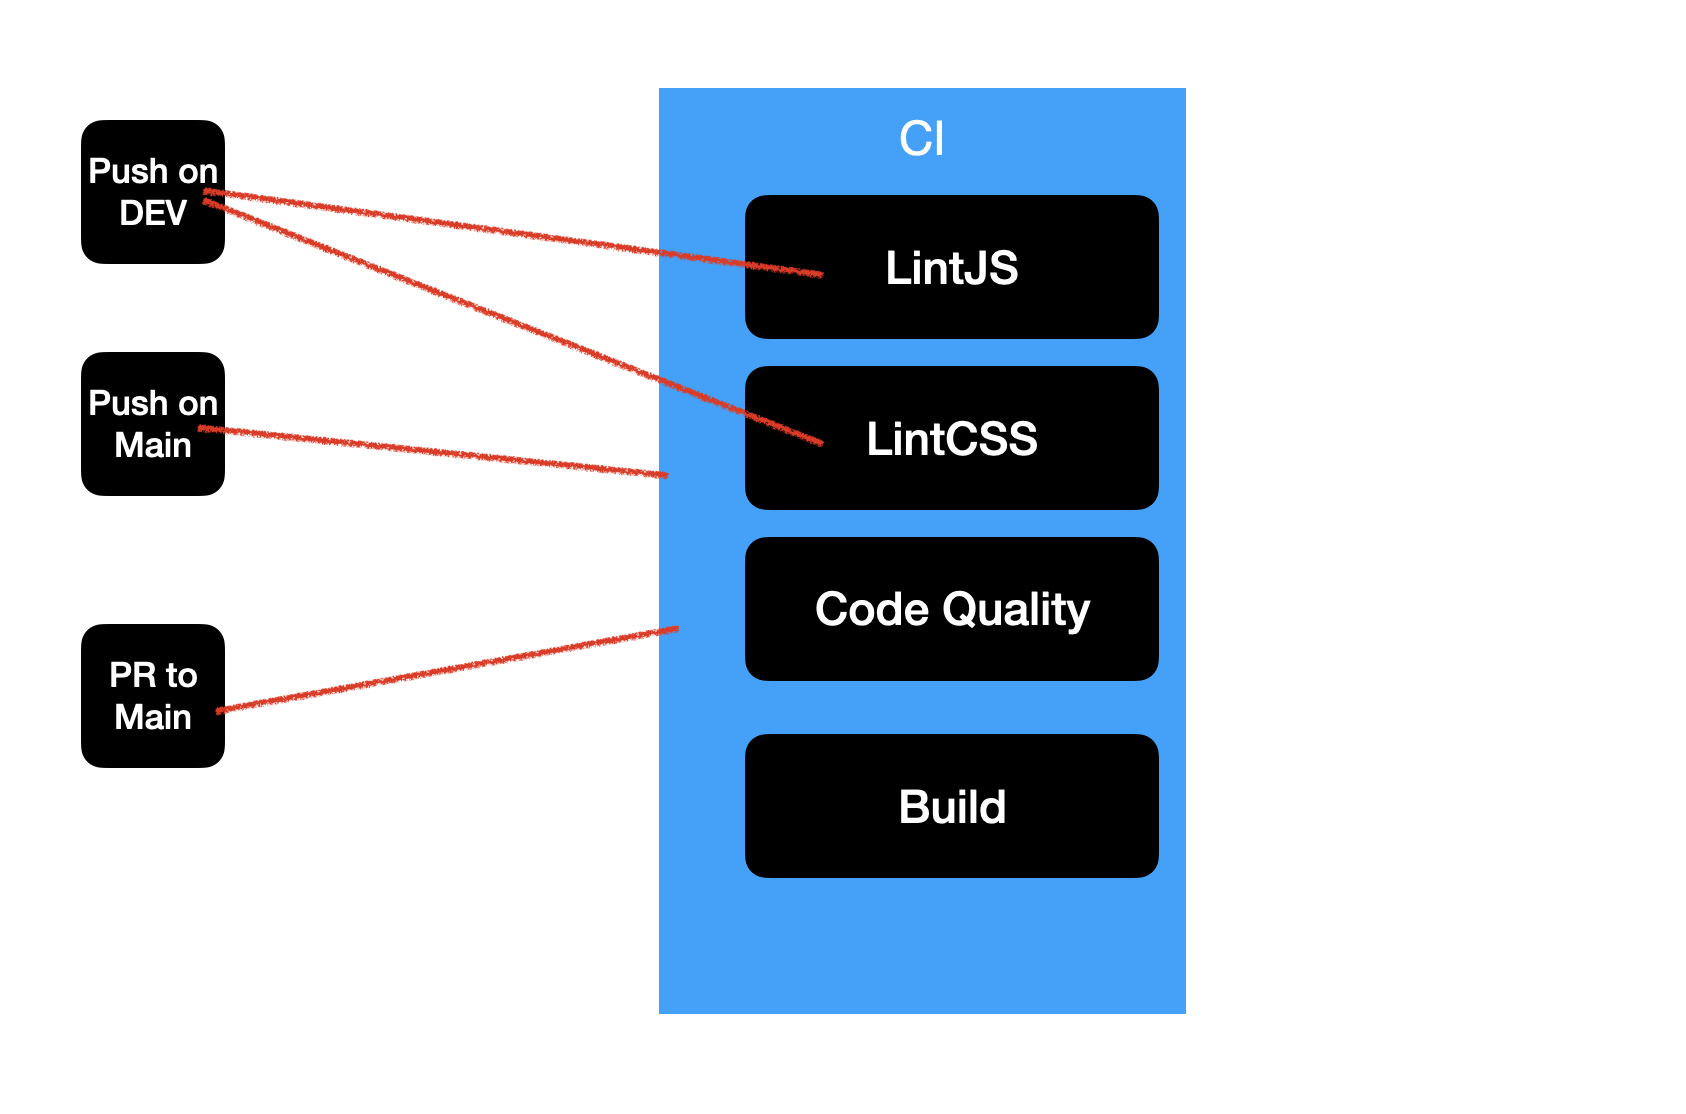 Push on
DEV
Push on
Main
PR to
Main
CI
LintJS
LintCSS
Code Quality
Build